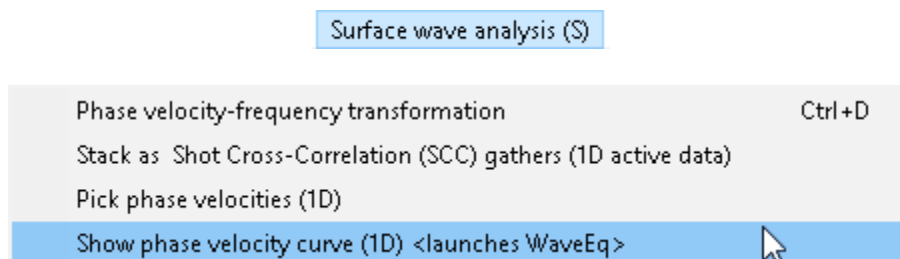 Surface wave analysis (S)
Phase velocity-frequency transformation Ctrl+D
Stack as Shot Cross-Correlation (SCC) gathers (1D active data)
Pick phase velocities (1D)
Show phase velocity curve (1D) <launches WaveEq>